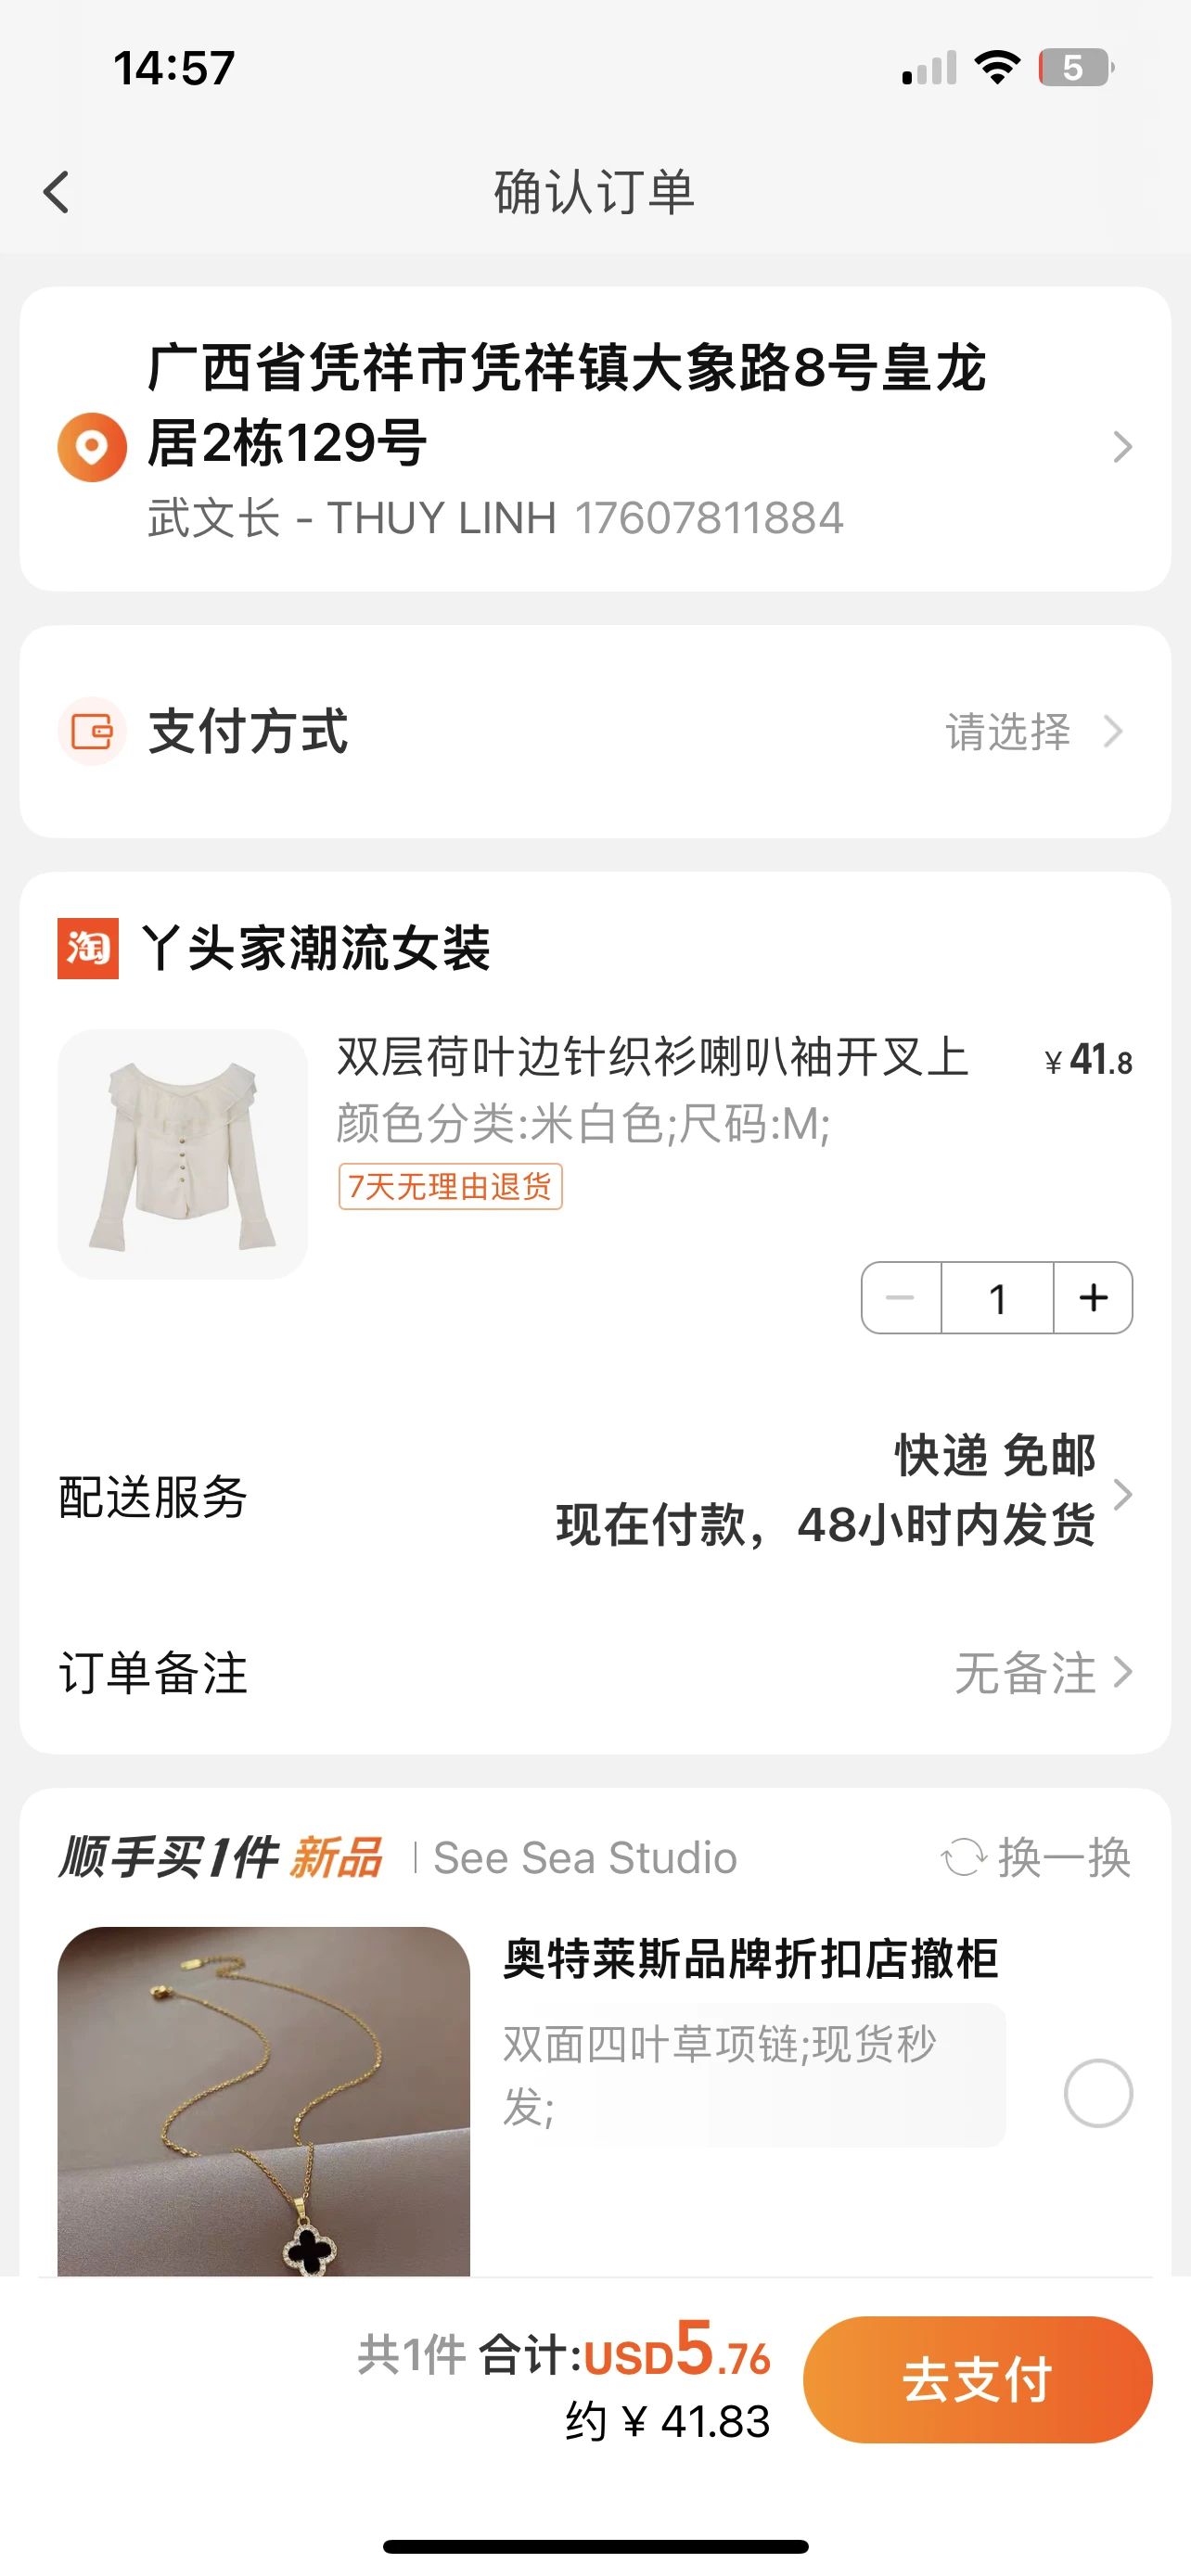 14:57
5
确认订单
广西省凭祥市凭祥镇大象路8号皇龙
居2栋129号
武文长 - THUY LINH 17607811884
支付方式 请选择
淘 丫头家潮流女装
双层荷叶边针织衫喇叭袖开叉上 ¥41.8
颜色分类:米白色;尺码:M;
7天无理由退货
1
配送服务
快递 免邮
现在付款，48小时内发货
订单备注 无备注
顺手买1件 新品 | See Sea Studio 换一换
奥特莱斯品牌折扣店撤柜
双面四叶草项链;现货秒
发;
共1件 合计:USD5.76
约 ¥ 41.83
去支付